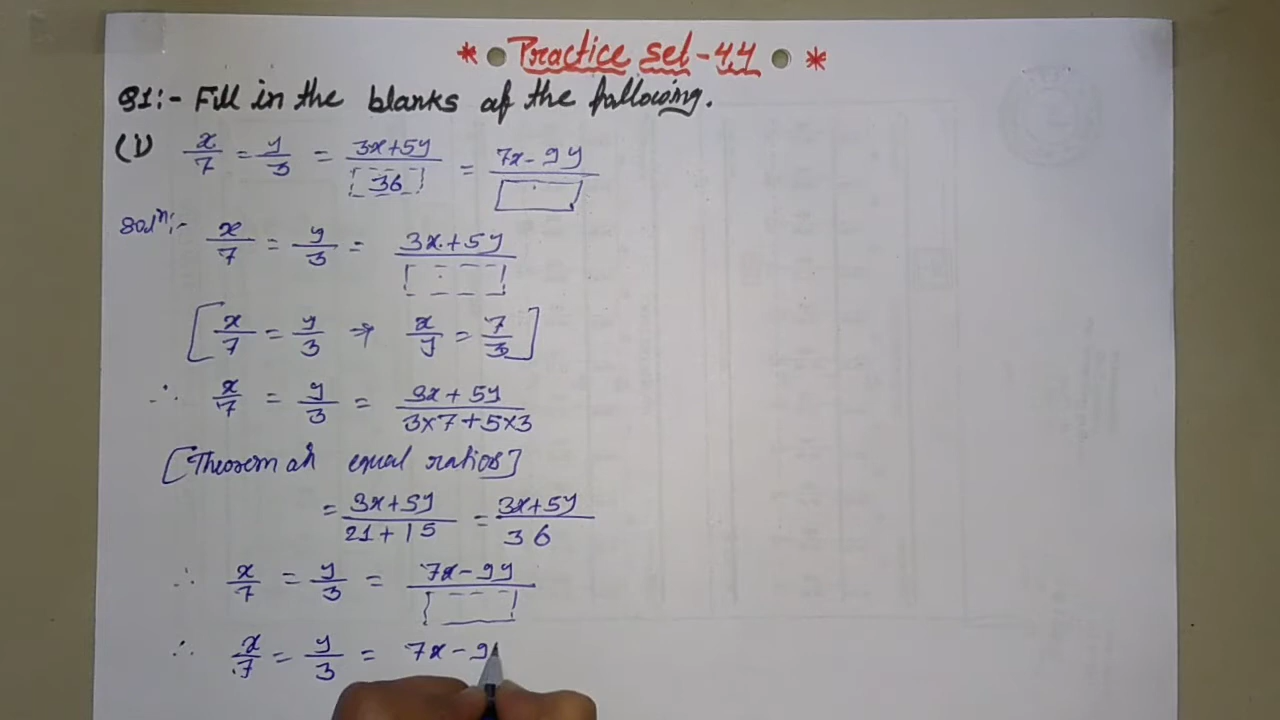 * Practice set - 44 *
Q1:- Fill in the blanks of the following.
(1) x/7 = y/3 = 3x+5y/[36] = 7x-9y/[ ]
Solⁿ:- x/7 = y/3 = 3x+5y/[ ]
[x/7 = y/3 ⇒ x/y = 7/3]
∴ x/7 = y/3 = 3x+5y/3×7+5×3
[Theorem of equal ratios]
= 3x+5y/21+15 = 3x+5y/36
∴ x/7 = y/3 = 7x-9y/[ ]
∴ x/7 = y/3 = 7x-9